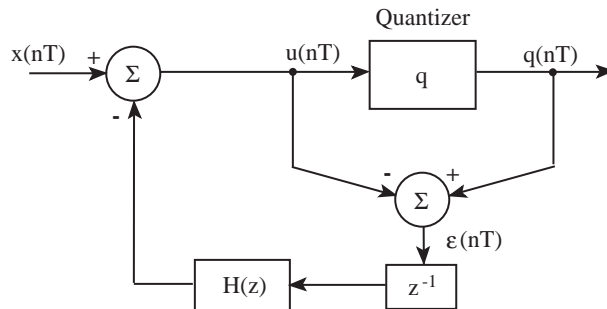 Quantizer
x(nT)
+
Σ
-
u(nT)
q
q(nT)
-
+
Σ
ε(nT)
H(z)
z⁻¹